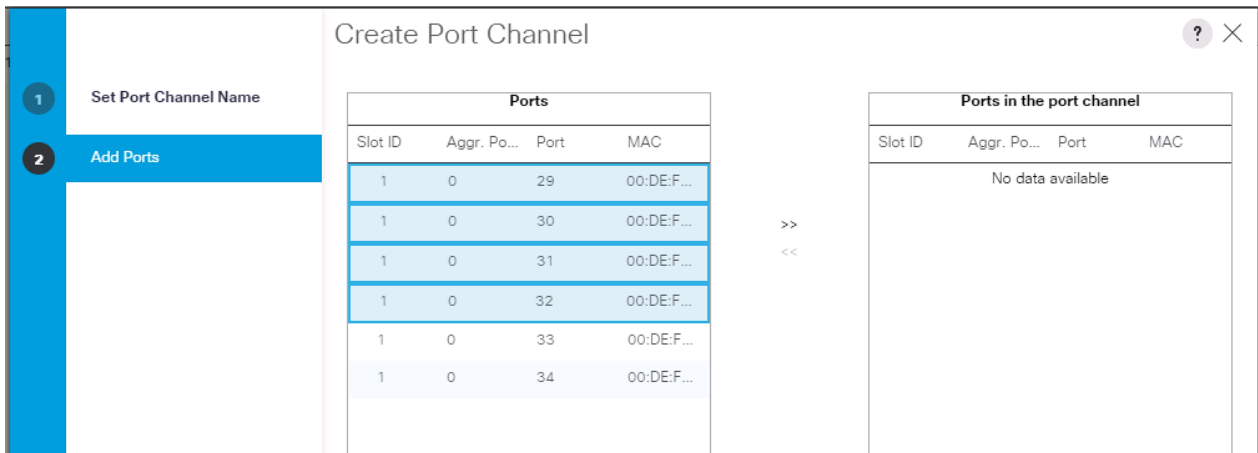 Create Port Channel
?
1 Set Port Channel Name
2 Add Ports
Ports
Slot ID Aggr. Po... Port MAC
1 0 29 00:DE:F...
1 0 30 00:DE:F...
1 0 31 00:DE:F...
1 0 32 00:DE:F...
1 0 33 00:DE:F...
1 0 34 00:DE:F...
>>
<<
Ports in the port channel
Slot ID Aggr. Po... Port MAC
No data available